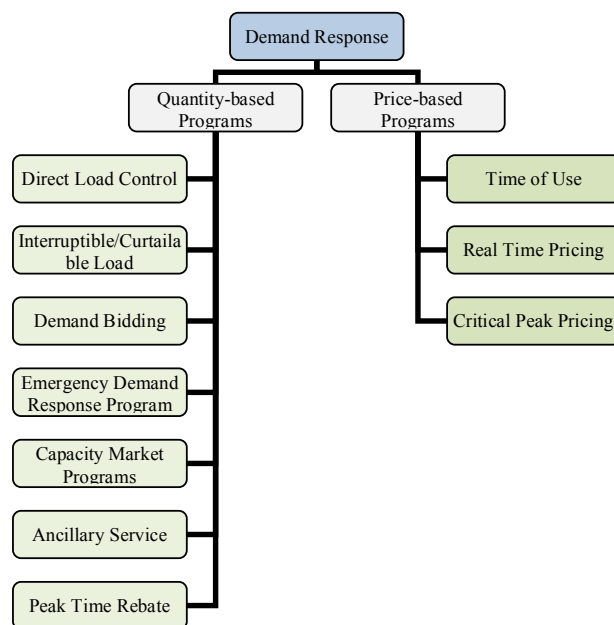 Demand Response
Quantity-based
Programs
Price-based
Programs
Direct Load Control
Interruptible/Curtaila
ble Load
Demand Bidding
Emergency Demand
Response Program
Capacity Market
Programs
Ancillary Service
Peak Time Rebate
Time of Use
Real Time Pricing
Critical Peak Pricing